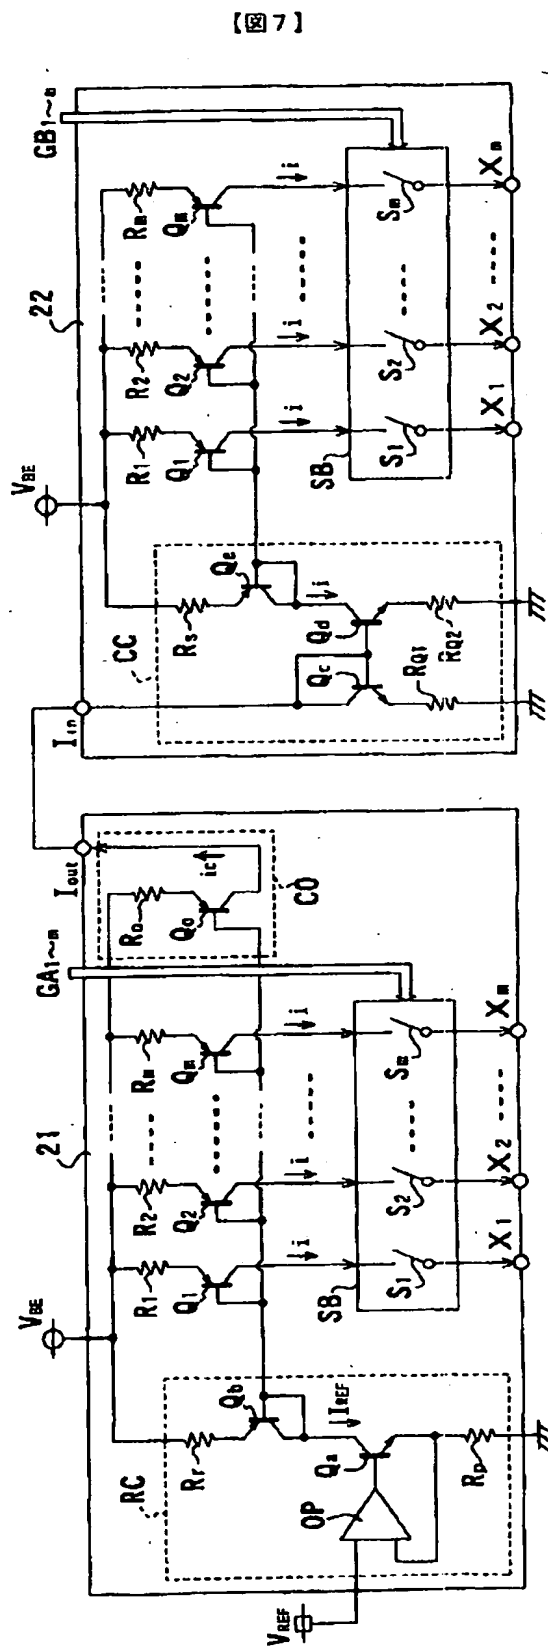 【図7】
21
22
GA1~m
GB1~m
VBE
VBE
Iout
Iin
RC
Rr
R1
R2
-----
Rm
Ro
CO
Qb
Q1
Q2
-----
Qm
Qo
ic
IREF
i
i
-----
i
VREF
OP
Qa
Rp
SB
S1
S2
-----
Sm
X1
X2
-----
Xm
CC
Rs
R1
R2
-----
Rm
Qe
Q1
Q2
-----
Qm
i
i
i
-----
i
Qc
Qd
RQ1
RQ2
SB
S1
S2
-----
Sm
X1
X2
-----
Xm